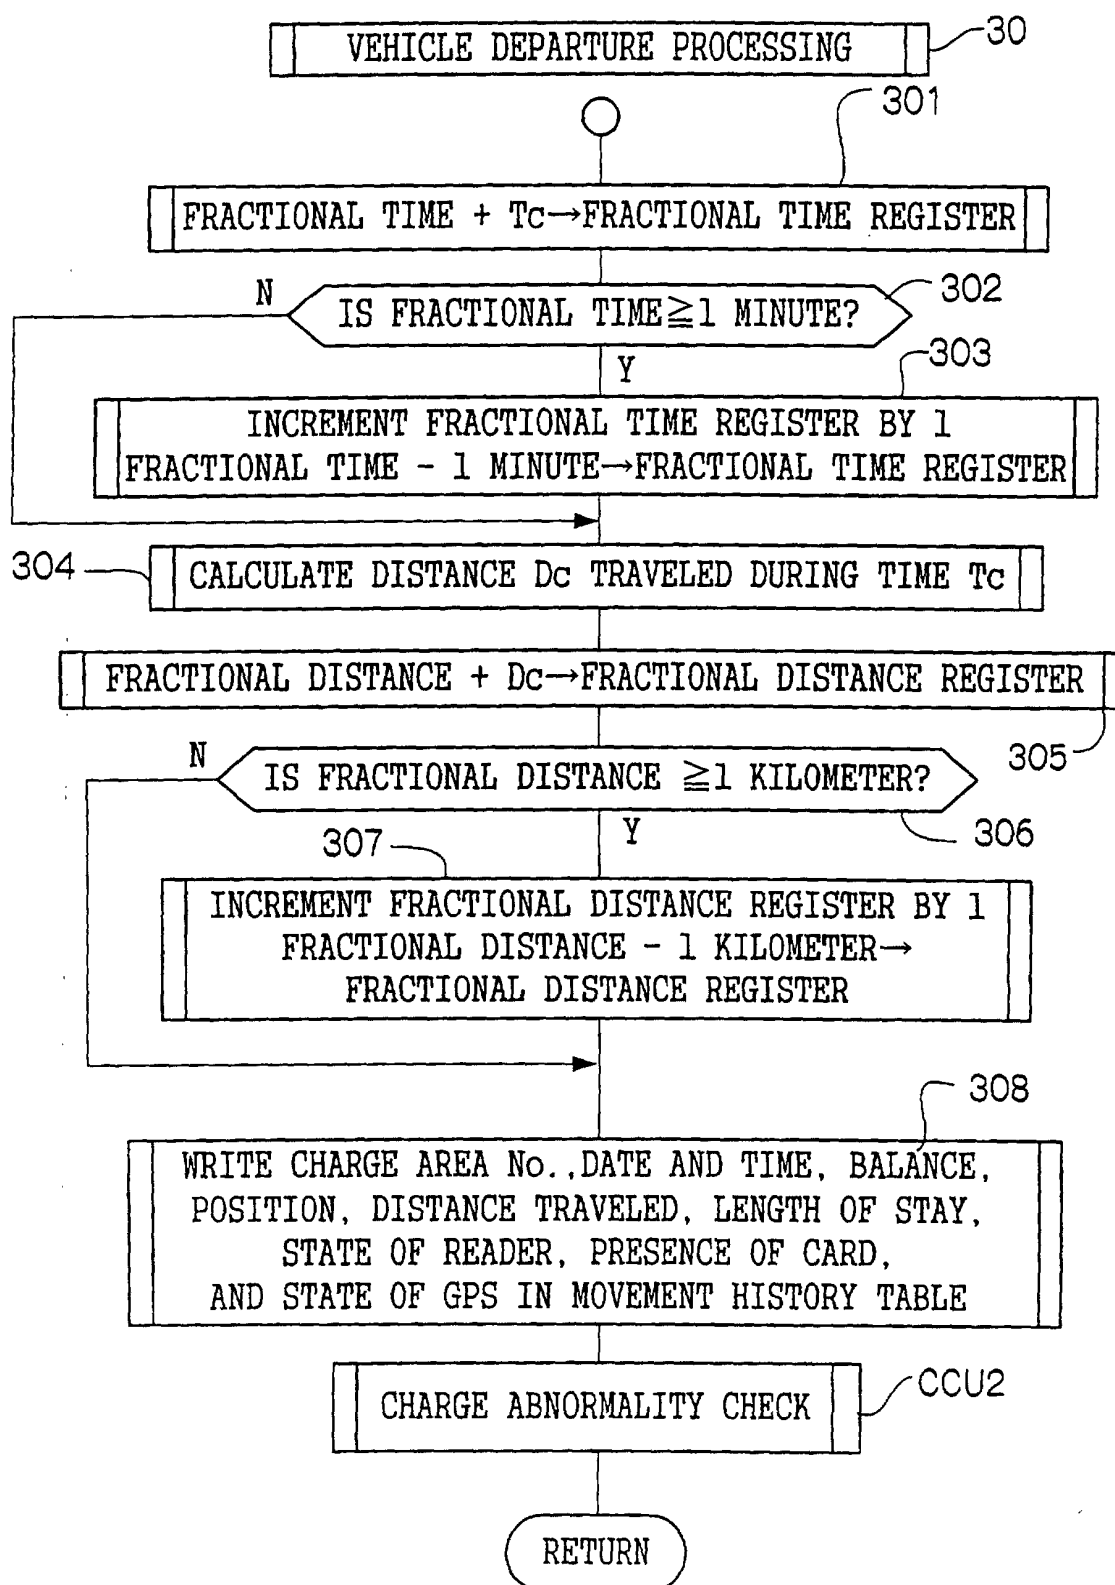 VEHICLE DEPARTURE PROCESSING
30
301
FRACTIONAL TIME + Tc→FRACTIONAL TIME REGISTER
N
IS FRACTIONAL TIME≧1 MINUTE?
302
Y
303
INCREMENT FRACTIONAL TIME REGISTER BY 1
FRACTIONAL TIME - 1 MINUTE→FRACTIONAL TIME REGISTER
304
CALCULATE DISTANCE Dc TRAVELED DURING TIME Tc
FRACTIONAL DISTANCE + Dc→FRACTIONAL DISTANCE REGISTER
305
N
IS FRACTIONAL DISTANCE ≧1 KILOMETER?
306
Y
307
INCREMENT FRACTIONAL DISTANCE REGISTER BY 1
FRACTIONAL DISTANCE - 1 KILOMETER→
FRACTIONAL DISTANCE REGISTER
308
WRITE CHARGE AREA No.,DATE AND TIME, BALANCE,
POSITION, DISTANCE TRAVELED, LENGTH OF STAY,
STATE OF READER, PRESENCE OF CARD,
AND STATE OF GPS IN MOVEMENT HISTORY TABLE
CHARGE ABNORMALITY CHECK
CCU2
RETURN